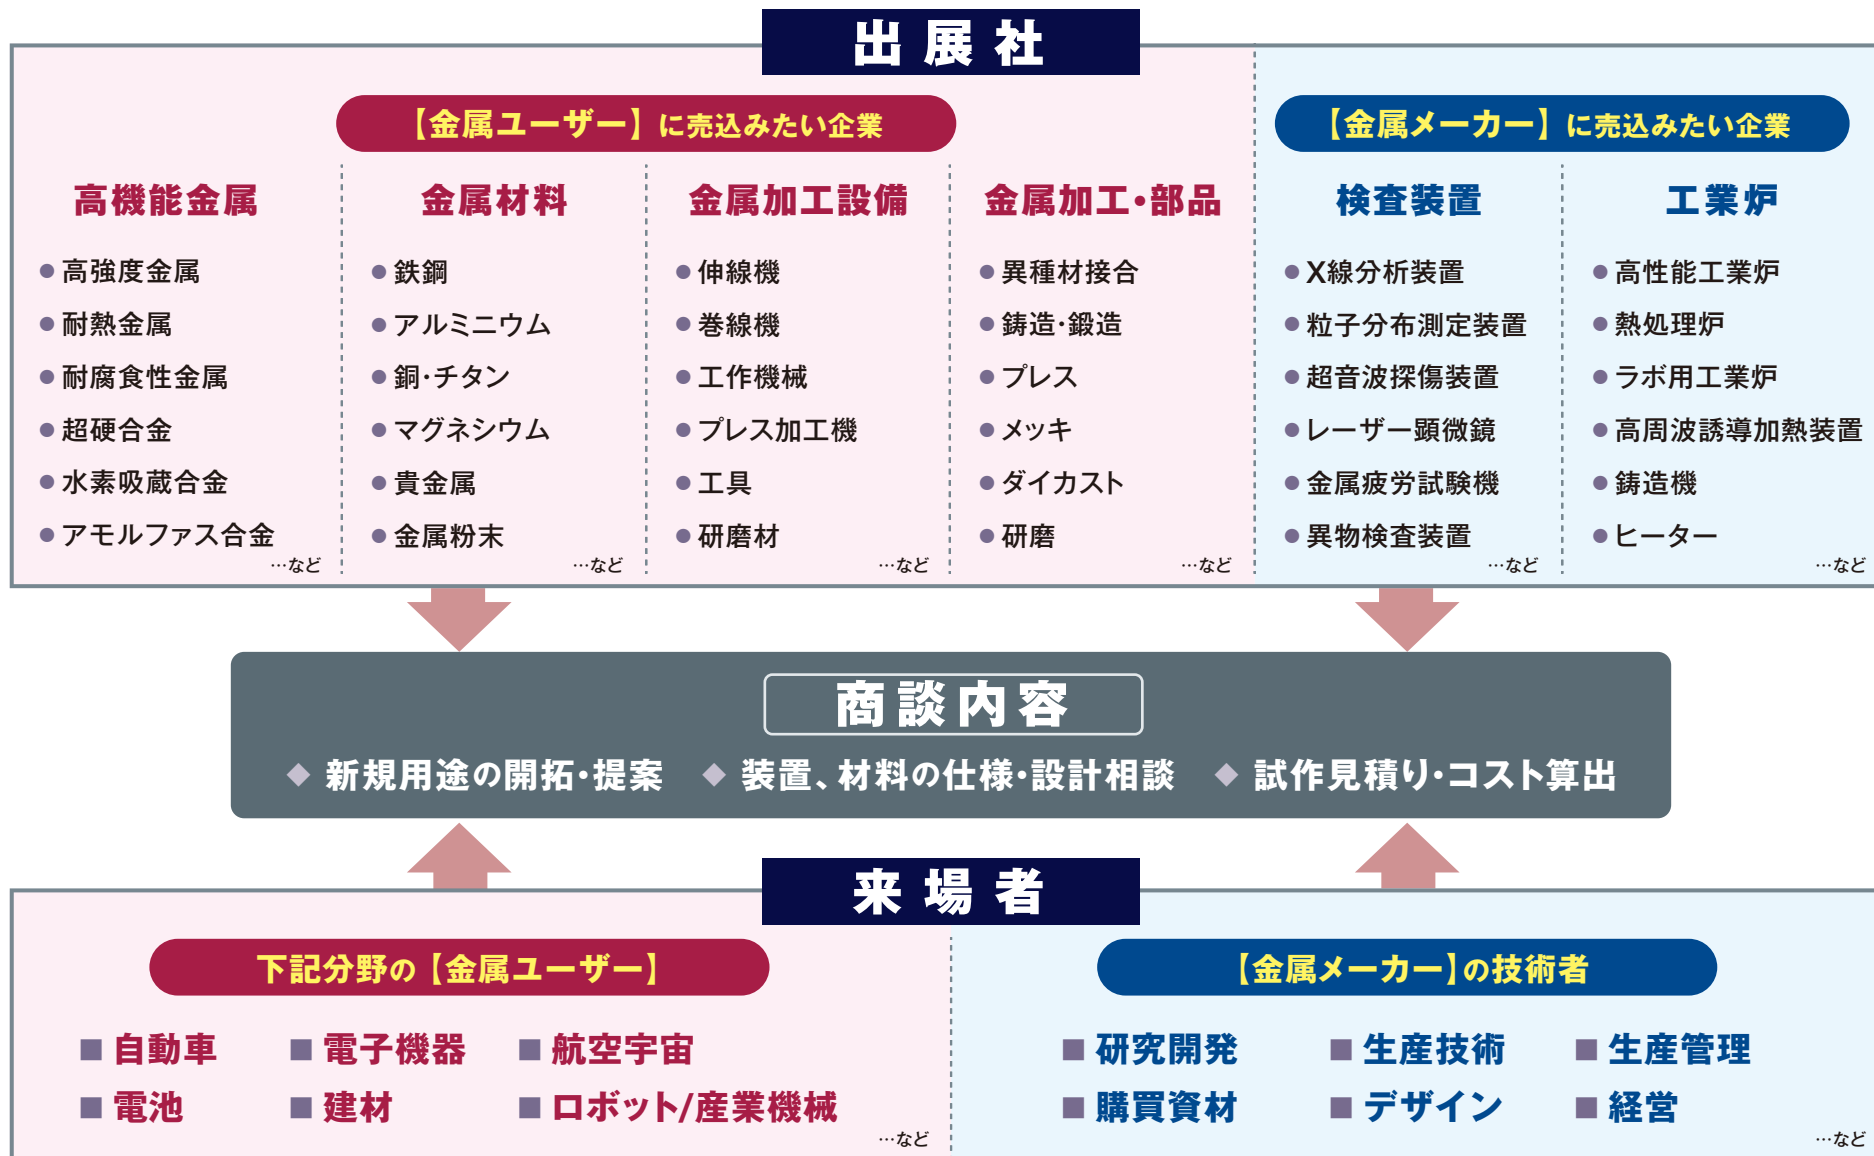 出展社
【金属ユーザー】に売込みたい企業
高機能金属
●高強度金属
●耐熱金属
●耐腐食性金属
●超硬合金
●水素吸蔵合金
●アモルファス合金
…など
金属材料
●鉄鋼
●アルミニウム
●銅・チタン
●マグネシウム
●貴金属
●金属粉末
…など
金属加工設備
●伸線機
●巻線機
●工作機械
●プレス加工機
●工具
●研磨材
…など
金属加工・部品
●異種材接合
●鋳造・鍛造
●プレス
●メッキ
●ダイカスト
●研磨
…など
【金属メーカー】に売込みたい企業
検査装置
●X線分析装置
●粒子分布測定装置
●超音波探傷装置
●レーザー顕微鏡
●金属疲労試験機
●異物検査装置
…など
工業炉
●高性能工業炉
●熱処理炉
●ラボ用工業炉
●高周波誘導加熱装置
●鋳造機
●ヒーター
…など
商談内容
◆ 新規用途の開拓・提案 ◆ 装置、材料の仕様・設計相談 ◆ 試作見積り・コスト算出
来場者
下記分野の【金属ユーザー】
■ 自動車 ■ 電子機器 ■ 航空宇宙
■ 電池 ■ 建材 ■ ロボット/産業機械
…など
【金属メーカー】の技術者
■ 研究開発 ■ 生産技術 ■ 生産管理
■ 購買資材 ■ デザイン ■ 経営
…など